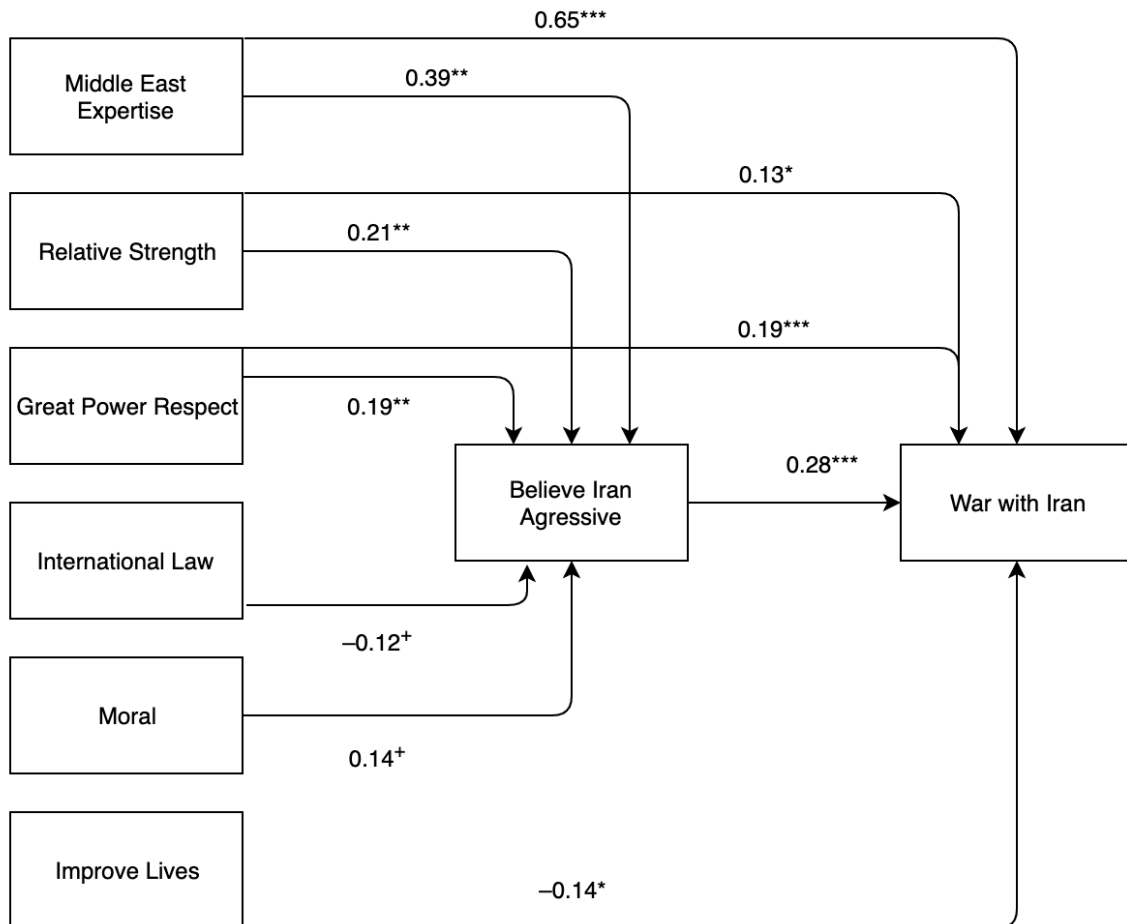 0.65***
Middle East
Expertise
0.39**
0.13*
Relative Strength
0.21**
0.19***
Great Power Respect
0.19**
0.28***
Believe Iran
Agressive
War with Iran
International Law
–0.12+
Moral
0.14+
Improve Lives
–0.14*